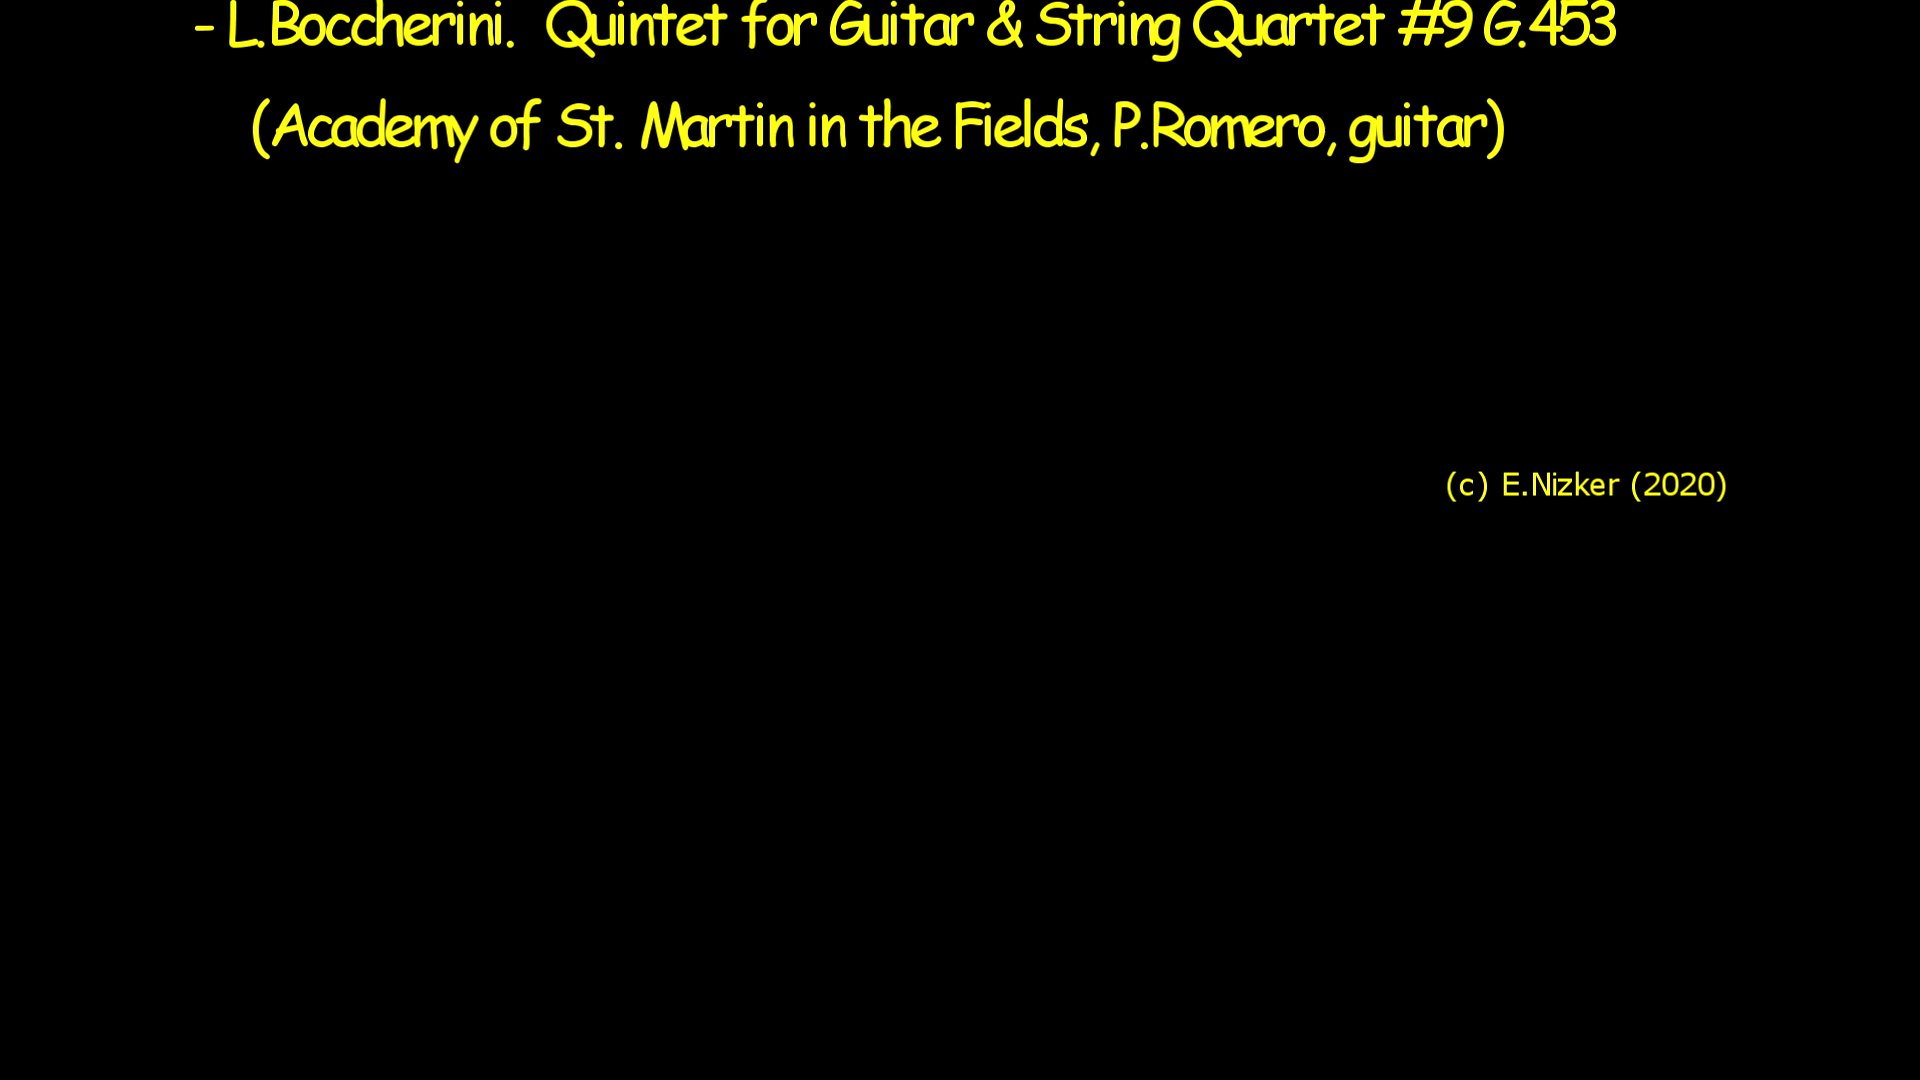 - L.Boccherini. Quintet for Guitar & String Quartet #9 G.453
(Academy of St. Martin in the Fields, P.Romero, guitar)
(c) E.Nizker (2020)